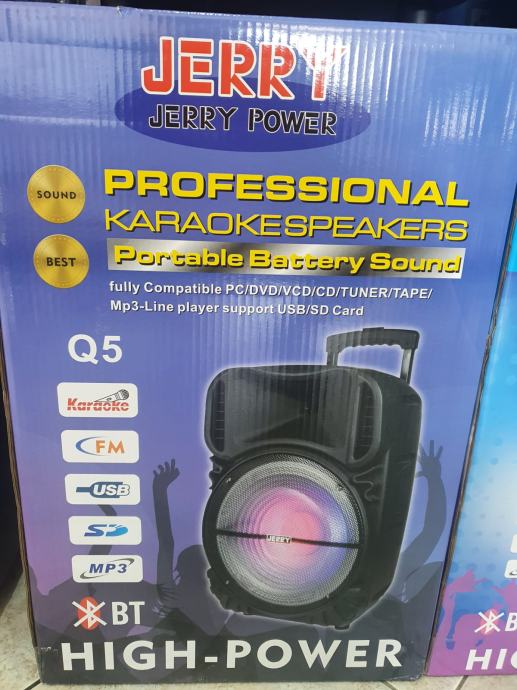 JERRY
JERRY POWER
SOUND
PROFESSIONAL
KARAOKESPEAKERS
BEST
Portable Battery Sound
fully Compatible PC/DVD/VCD/CD/TUNER/TAPE/
Mp3-Line player support USB/SD Card
Q5
Karaoke
FM
USB
SD
MP3
JERRY
BT
HIGH-POWER
B
HIG